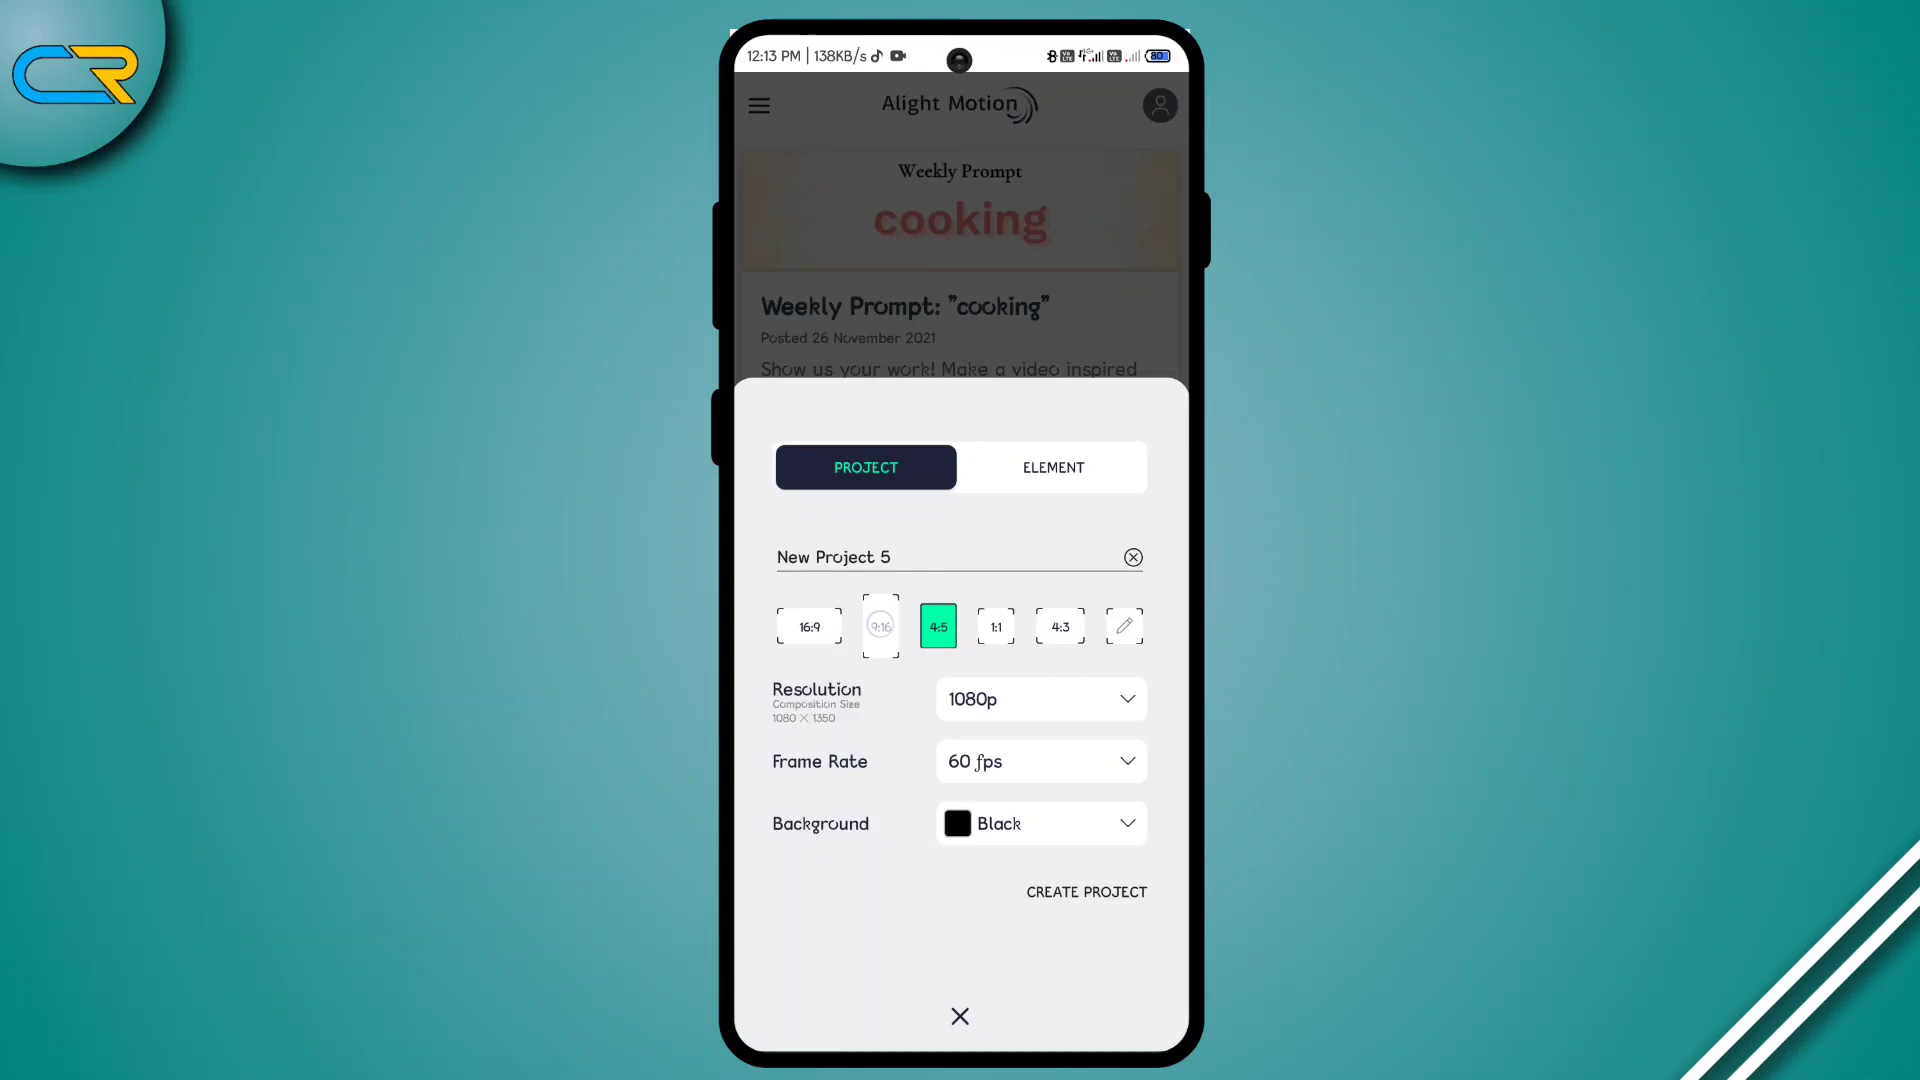 CR
12:13 PM | 138KB/s
80
Alight Motion
Weekly Prompt
cooking
Weekly Prompt: "cooking"
Posted 26 November 2021
Show us your work! Make a video inspired
PROJECT ELEMENT
New Project 5
16:9 9:16 4:5 1:1 4:3
Resolution
Composition Size
1080 × 1350
1080p
Frame Rate 60 fps
Background Black
CREATE PROJECT